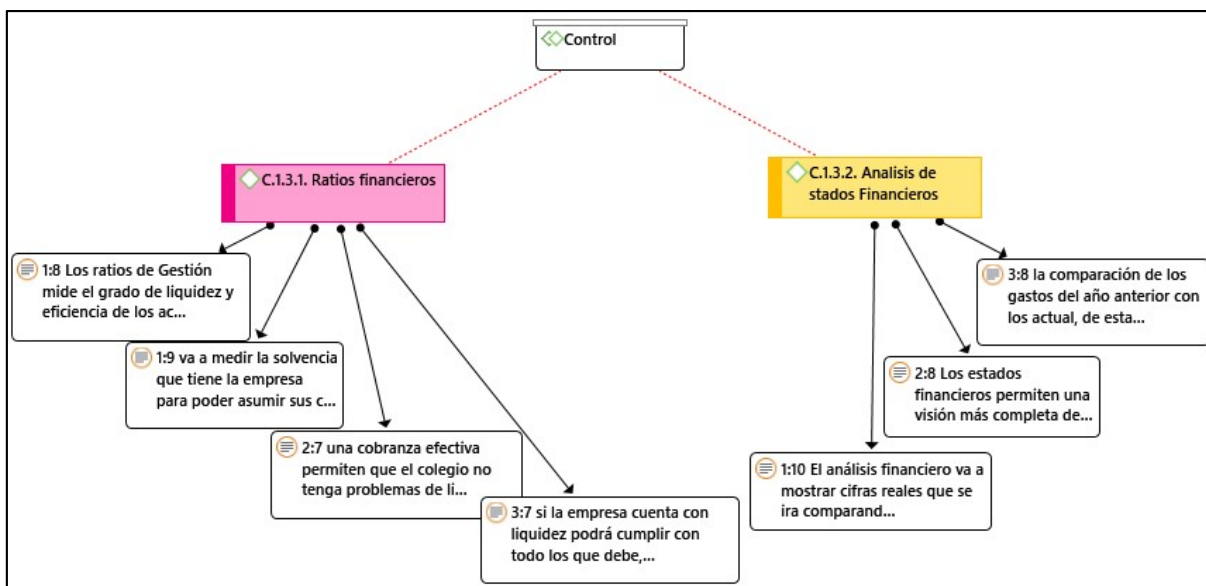 Control
C.1.3.1. Ratios financieros
C.1.3.2. Analisis de
stados Financieros
1:8 Los ratios de Gestión
mide el grado de liquidez y
eficiencia de los ac...
1:9 va a medir la solvencia
que tiene la empresa
para poder asumir sus c...
2:7 una cobranza efectiva
permiten que el colegio no
tenga problemas de li...
3:7 si la empresa cuenta con
liquidez podrá cumplir con
todo los que debe,...
3:8 la comparación de los
gastos del año anterior con
los actual, de esta...
2:8 Los estados
financieros permiten una
visión más completa de...
1:10 El análisis financiero va a
mostrar cifras reales que se
ira comparand...